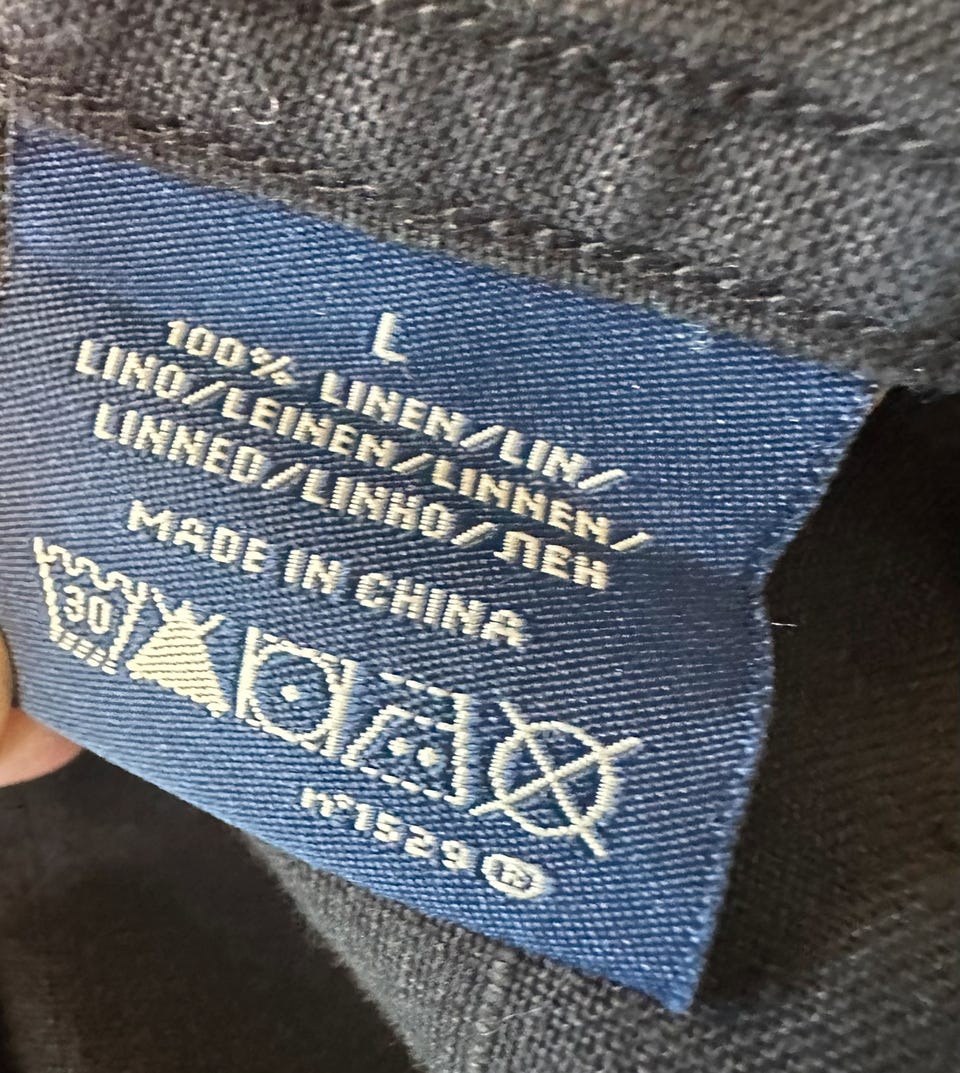 L
100% LINEN/LIN/
LINO/LEINEN/LINNEN/
LINNED/LINHO/ЛЕН
MADE IN CHINA
30
n°1529 ®